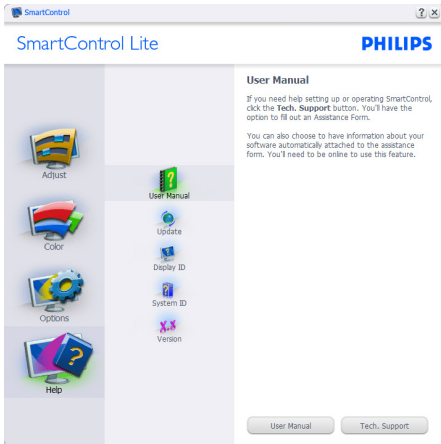 SmartControl
? X
SmartControl Lite
PHILIPS
Adjust
Color
Options
Help
User Manual
Update
Display ID
System ID
X.X
Version
User Manual
If you need help setting up or operating SmartControl,
click the Tech. Support button. You'll have the
option to fill out an Assistance Form.
You can also choose to have information about your
software automatically attached to the assistance
form. You'll need to be online to use this feature.
User Manual
Tech. Support